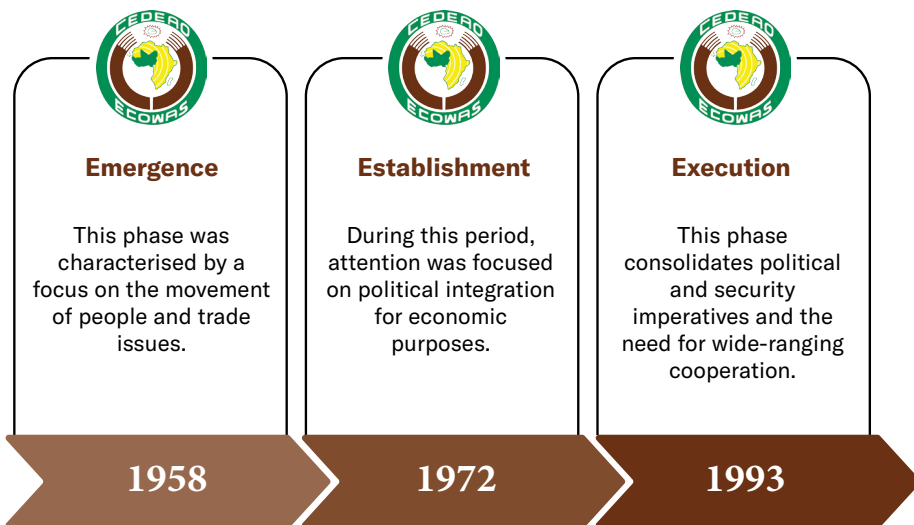 CEDEAO
ECOWAS
Emergence
This phase was
characterised by a
focus on the movement
of people and trade
issues.
1958
CEDEAO
ECOWAS
Establishment
During this period,
attention was focused
on political integration
for economic
purposes.
1972
CEDEAO
ECOWAS
Execution
This phase
consolidates political
and security
imperatives and the
need for wide-ranging
cooperation.
1993